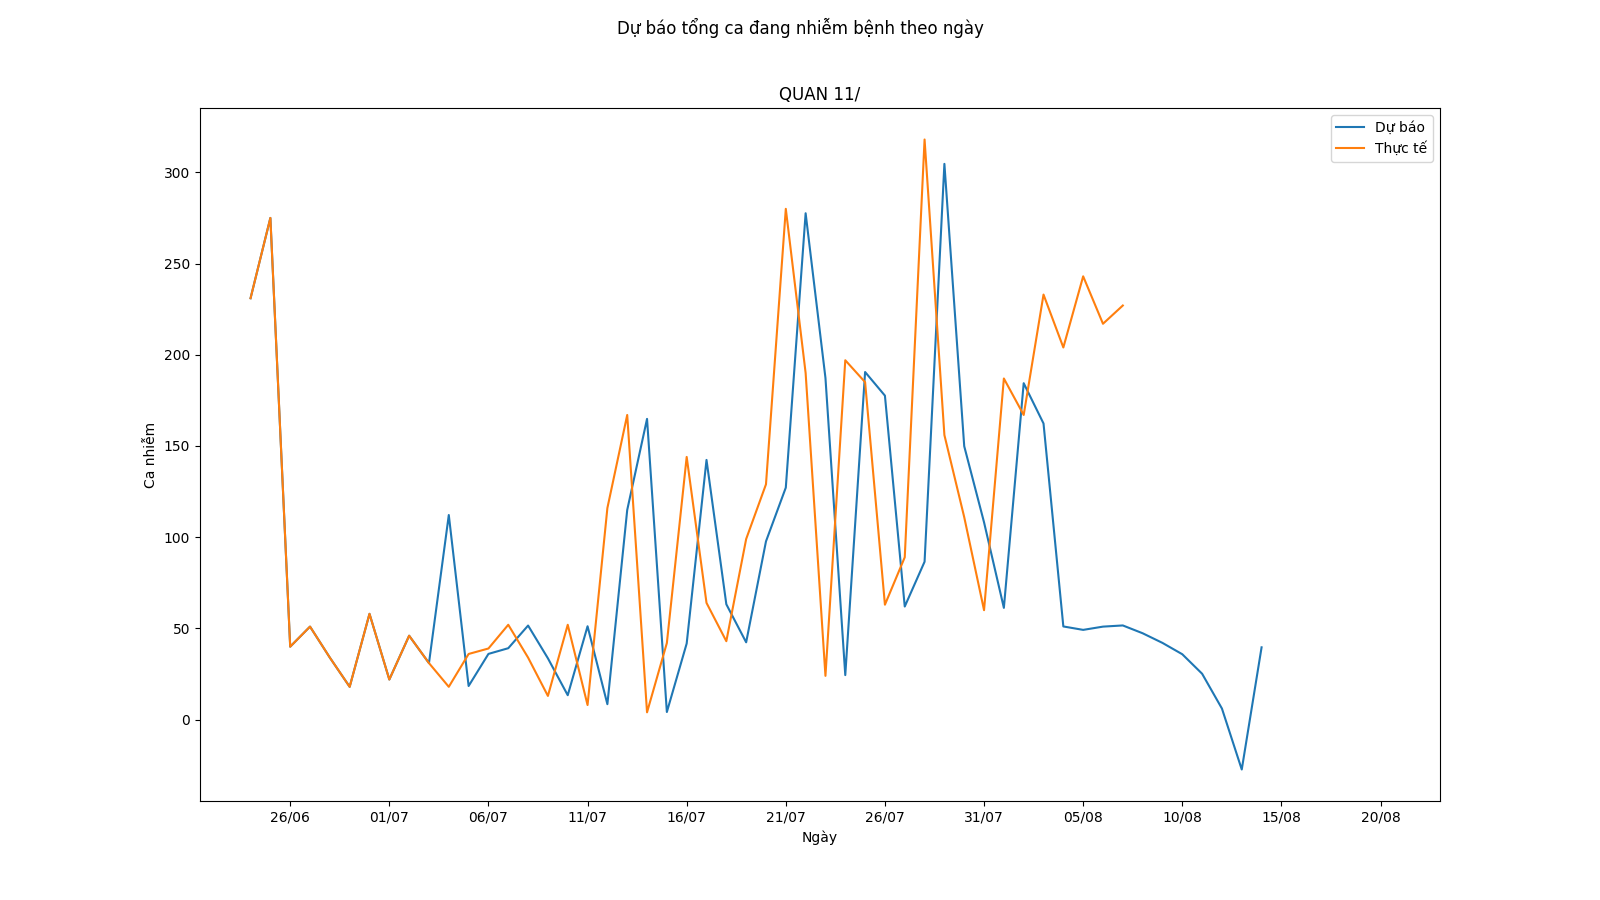 Dự báo tổng ca đang nhiễm bệnh theo ngày
QUAN 11/
Dự báo
Thực tế
300
250
200
150
100
50
0
Ca nhiễm
26/06 01/07 06/07 11/07 16/07 21/07 26/07 31/07 05/08 10/08 15/08 20/08
Ngày